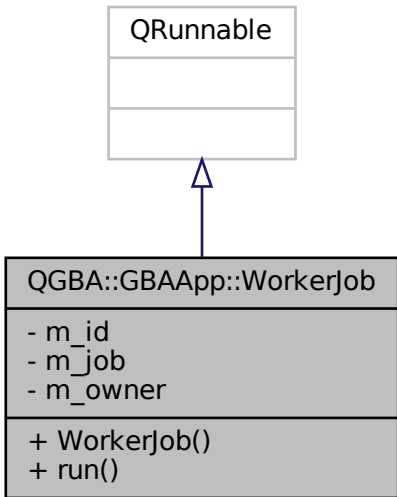 QRunnable
QGBA::GBAApp::WorkerJob
- m_id
- m_job
- m_owner
+ WorkerJob()
+ run()